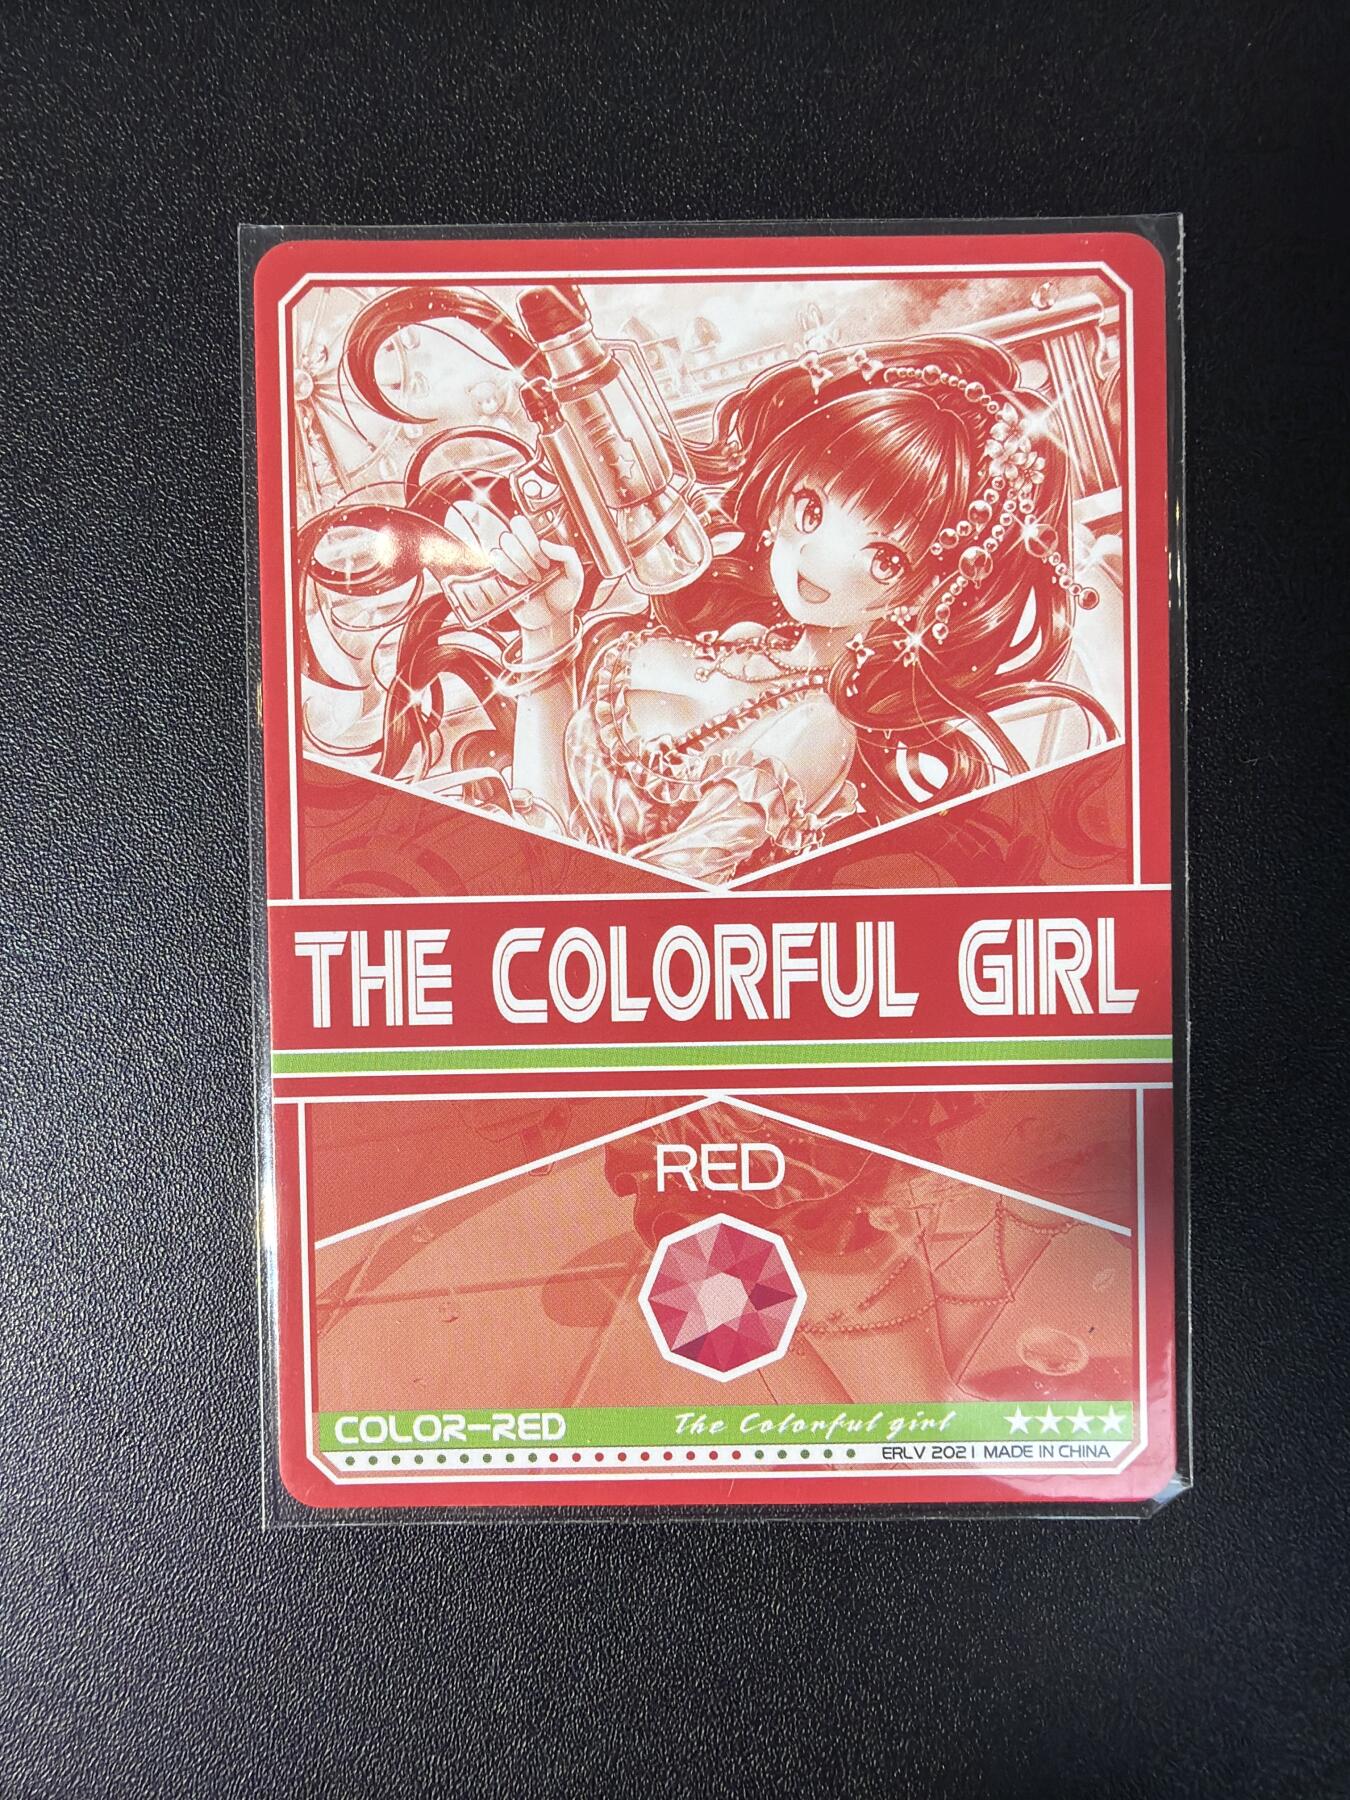 THE COLORFUL GIRL
RED
COLOR-RED The Colorful girl ★★★★
ERLV 2021 MADE IN CHINA